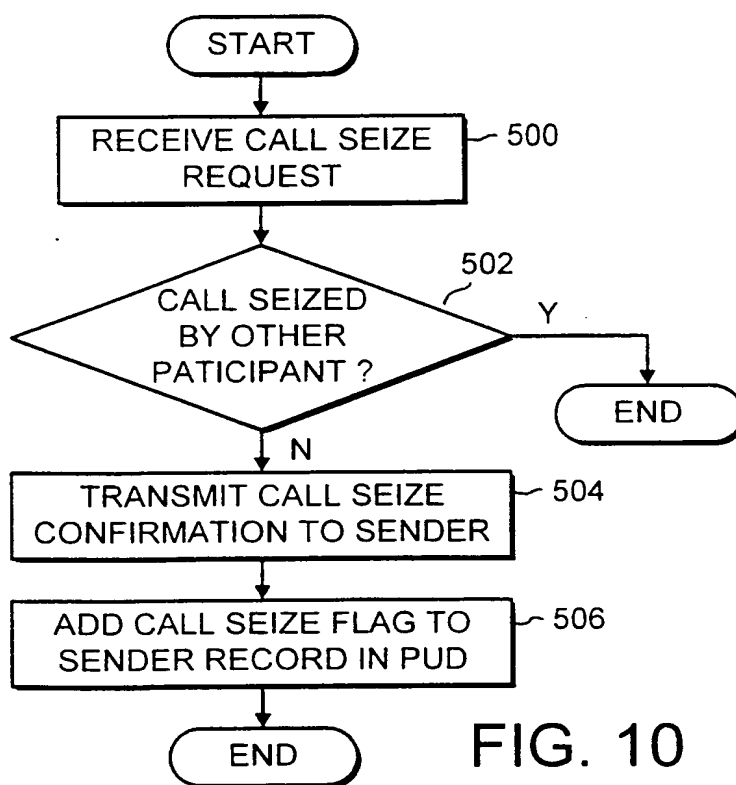 START
RECEIVE CALL SEIZE
REQUEST
500
CALL SEIZED
BY OTHER
PATICIPANT ?
502
Y
END
N
TRANSMIT CALL SEIZE
CONFIRMATION TO SENDER
504
ADD CALL SEIZE FLAG TO
SENDER RECORD IN PUD
506
END
FIG. 10